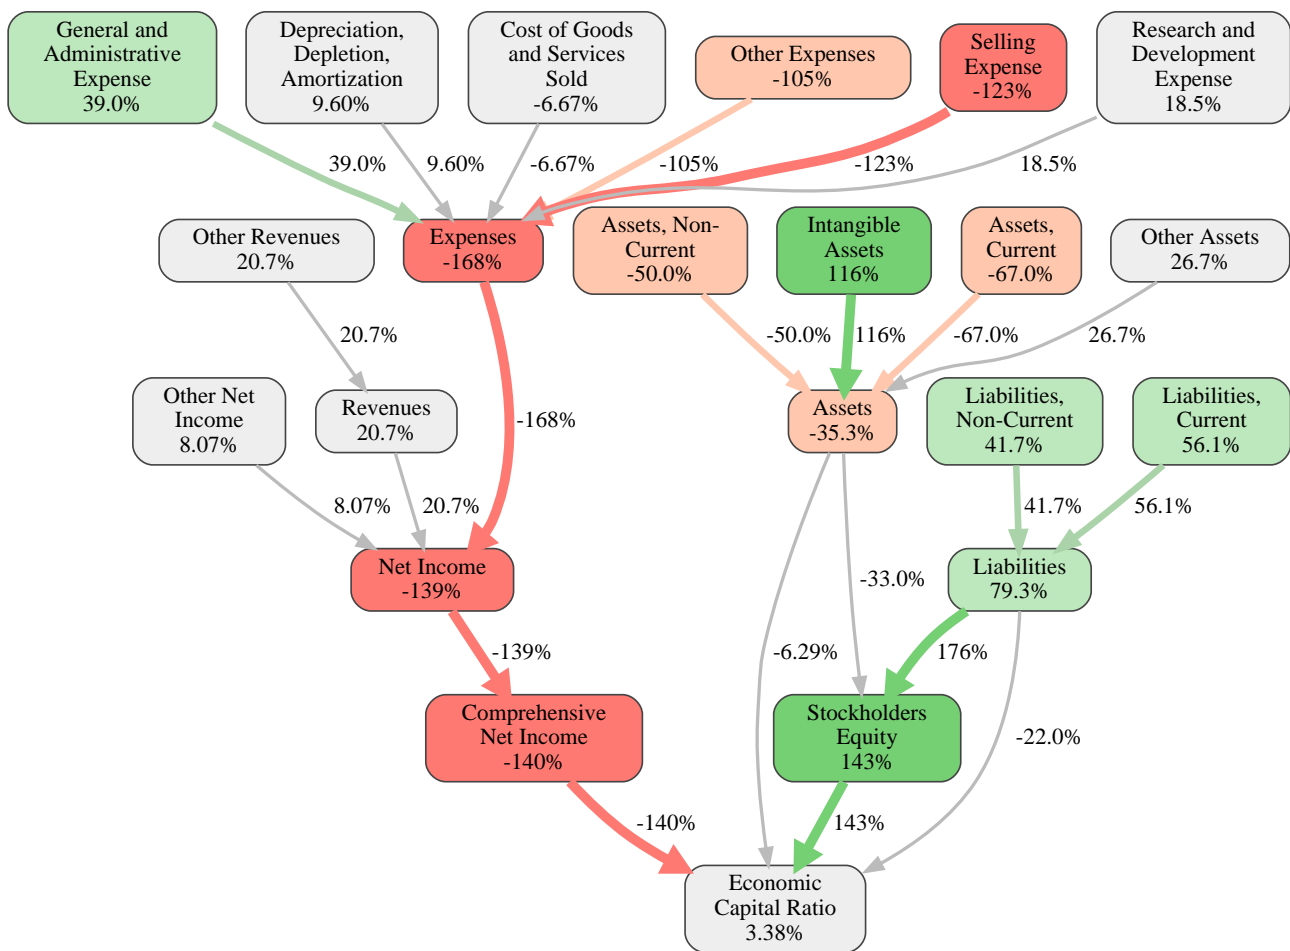 General and
Administrative
Expense
39.0%
Depreciation,
Depletion,
Amortization
9.60%
Cost of Goods
and Services
Sold
-6.67%
Other Expenses
-105%
Selling
Expense
-123%
Research and
Development
Expense
18.5%
39.0%
9.60%
-6.67%
-105%
-123%
18.5%
Other Revenues
20.7%
Expenses
-168%
Assets, Non-
Current
-50.0%
Intangible
Assets
116%
Assets,
Current
-67.0%
Other Assets
26.7%
20.7%
-50.0%
116%
-67.0%
26.7%
Other Net
Income
8.07%
Revenues
20.7%
-168%
Assets
-35.3%
Liabilities,
Non-Current
41.7%
Liabilities,
Current
56.1%
8.07%
20.7%
41.7%
56.1%
Net Income
-139%
-33.0%
Liabilities
79.3%
-139%
-6.29%
176%
Comprehensive
Net Income
-140%
Stockholders
Equity
143%
-22.0%
-140%
143%
Economic
Capital Ratio
3.38%